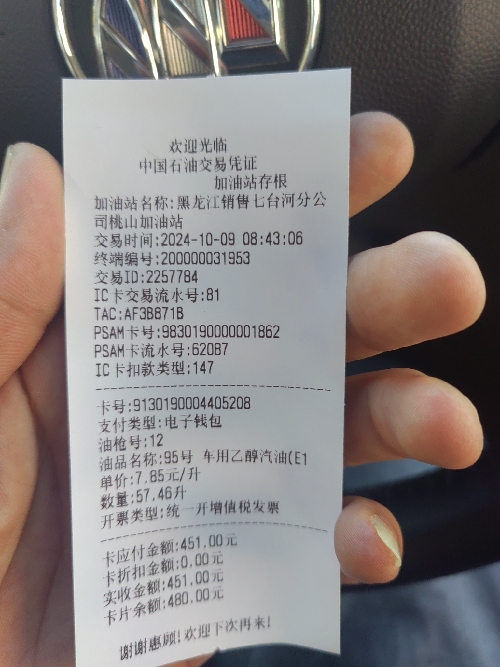 欢迎光临
中国石油交易凭证
加油站存根
加油站名称:黑龙江销售七台河分公
司桃山加油站
交易时间:2024-10-09 08:43:06
终端编号:200000031953
交易ID:2257784
IC卡交易流水号:81
TAC:AF3B871B
PSAM卡号:9830190000001862
PSAM卡流水号:62087
IC卡扣款类型:147
卡号:9130190004405208
支付类型:电子钱包
油枪号:12
油品名称:95号 车用乙醇汽油(E1
单价:7.85元/升
数量:57.46升
开票类型:统一开增值税发票
卡应付金额:451.00元
卡折扣金额:0.00元
实收金额:451.00元
卡片余额:480.00元
谢谢惠顾!欢迎下次再来!